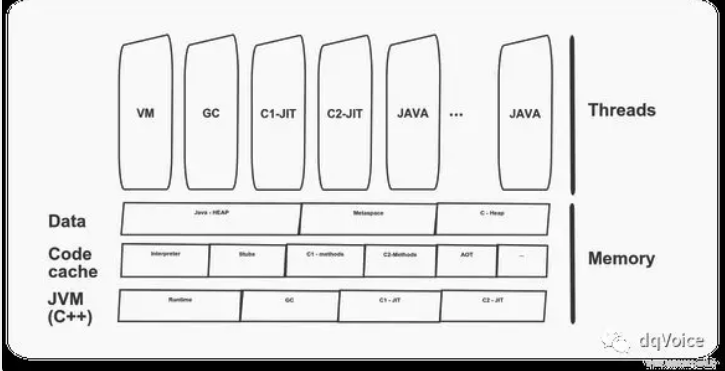 VM GC C1-JIT C2-JIT JAVA ... JAVA
Threads
Java - HEAP Metaspace C - Heap
Data
Interpreter Stubs C1 - methods C2-Methods AOT ...
Code
cache
Memory
Runtime GC C1 - JIT C2 - JIT
JVM
(C++)
dqVoice